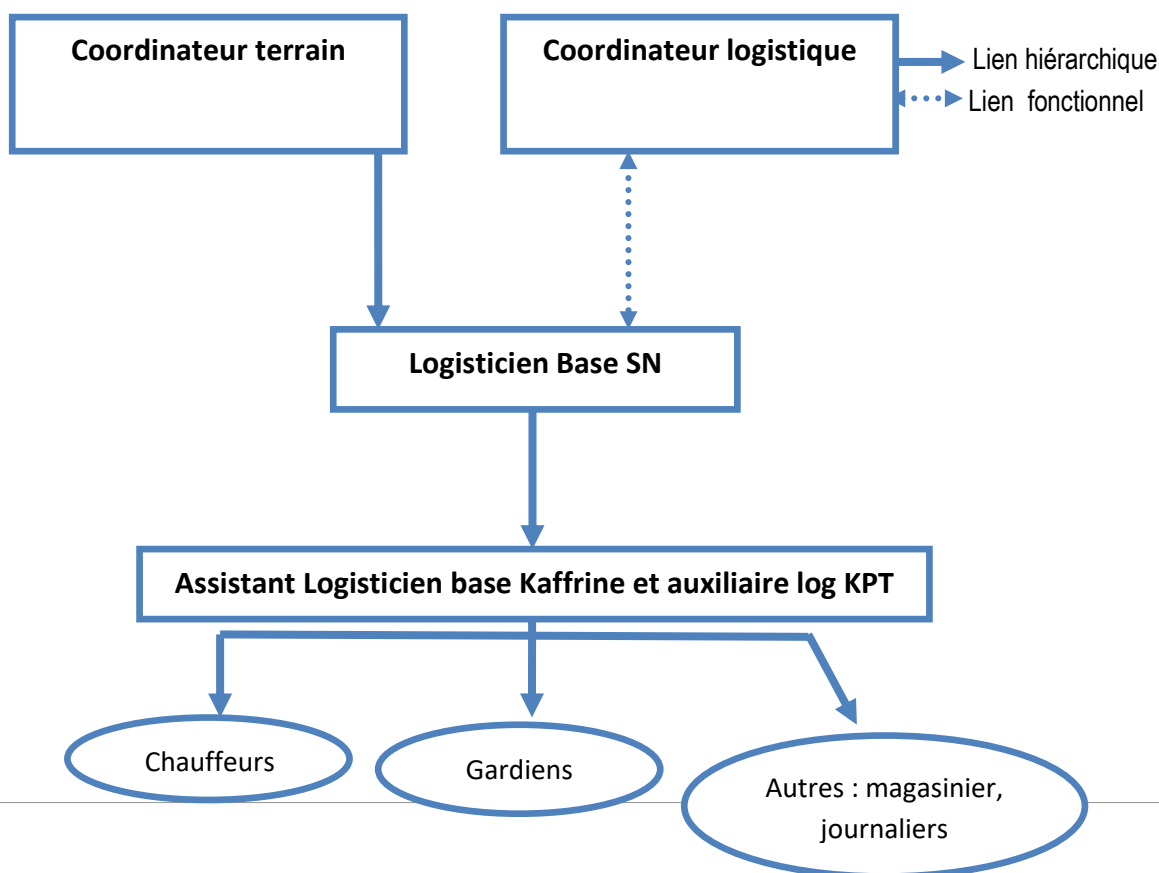 Coordinateur terrain
Coordinateur logistique
Lien hiérarchique
Lien fonctionnel
Logisticien Base SN
Assistant Logisticien base Kaffrine et auxiliaire log KPT
Chauffeurs
Gardiens
Autres : magasinier,
journaliers